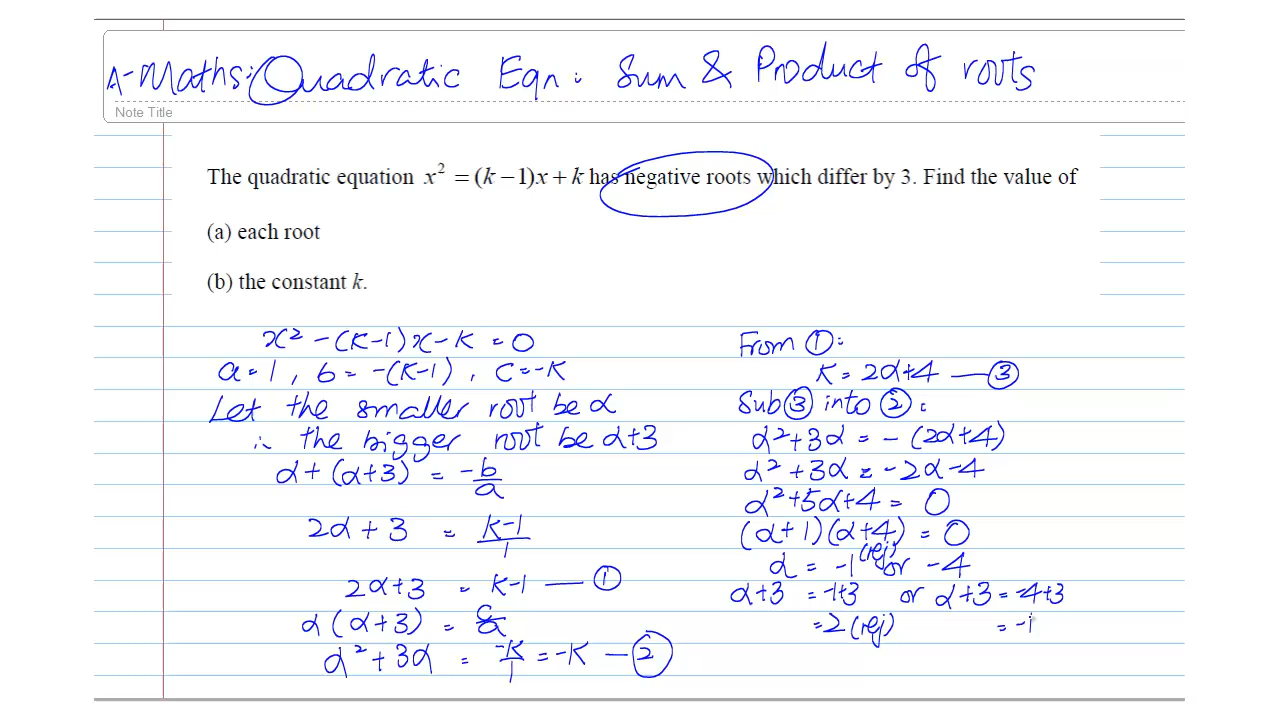 A-Maths: Quadratic Eqn: Sum & Product of roots
Note Title
The quadratic equation x² = (k − 1)x + k has negative roots which differ by 3. Find the value of
(a) each root
(b) the constant k.
x² − (k−1)x − k = 0
a = 1, b = −(k−1), c = −k
Let the smaller root be α
∴ the bigger root be α+3
α + (α+3) = −b/a
2α + 3 = (k−1)/1
2α+3 = k−1 — ①
α(α+3) = c/a
α² + 3α = −k/1 = −k — ②
From ①:
k = 2α+4 — ③
Sub ③ into ②:
α²+3α = −(2α+4)
α²+3α = −2α−4
α²+5α+4 = 0
(α+1)(α+4) = 0
α = −1 (rej) or −4
α+3 = −1+3 or α+3 = −4+3
= 2 (rej) = −1